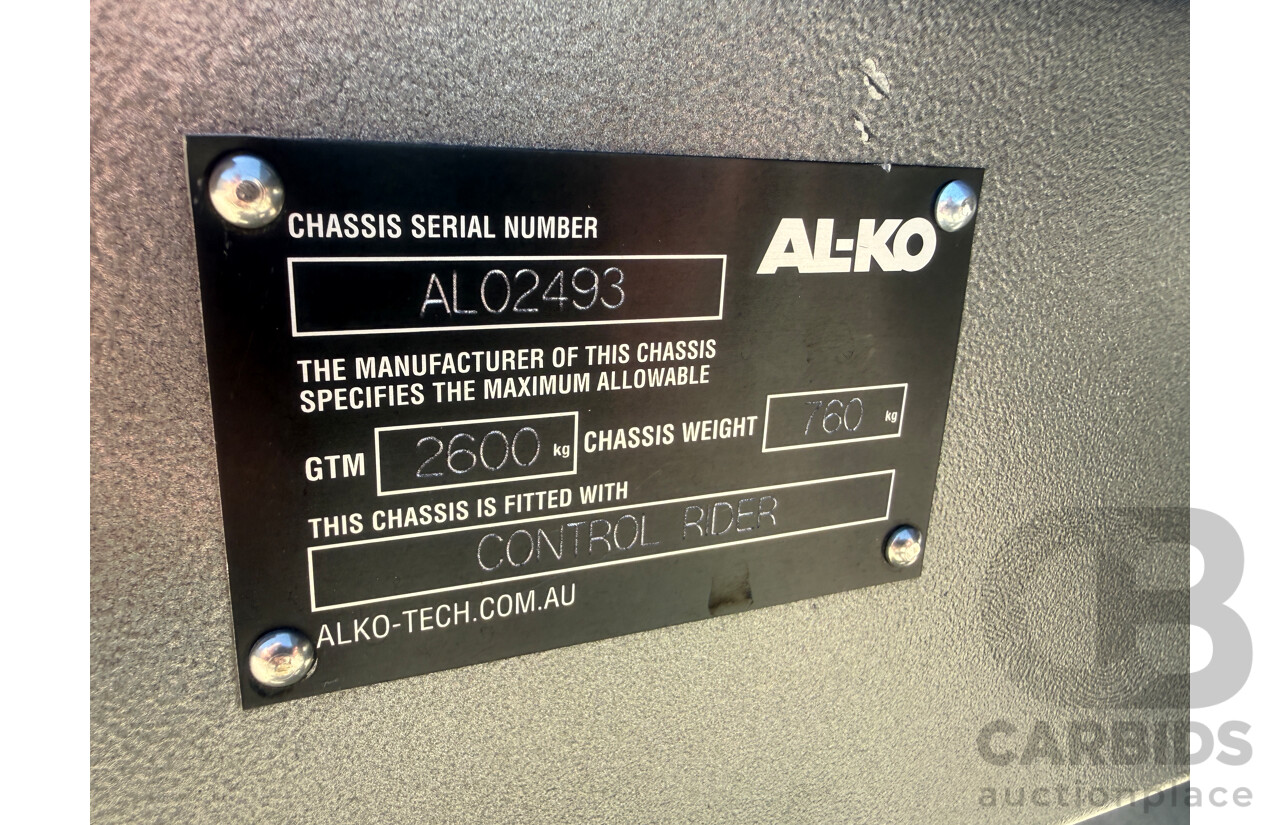 CHASSIS SERIAL NUMBER
AL-KO
AL02493
THE MANUFACTURER OF THIS CHASSIS
SPECIFIES THE MAXIMUM ALLOWABLE
GTM 2600 kg CHASSIS WEIGHT 760 kg
THIS CHASSIS IS FITTED WITH
CONTROL RIDER
ALKO-TECH.COM.AU
CB
CARBIDS
auctionplace